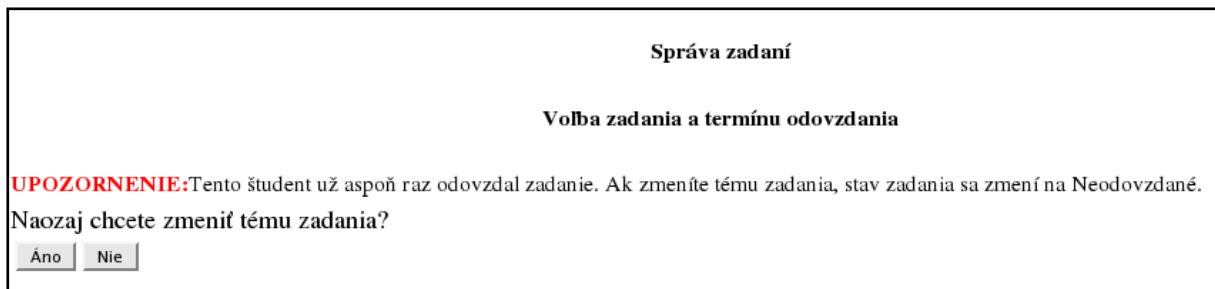 Správa zadaní
Voľba zadania a termínu odovzdania
UPOZORNENIE:Tento študent už aspoň raz odovzdal zadanie. Ak zmeníte tému zadania, stav zadania sa zmení na Neodovzdané.
Naozaj chcete zmeniť tému zadania?
Áno Nie